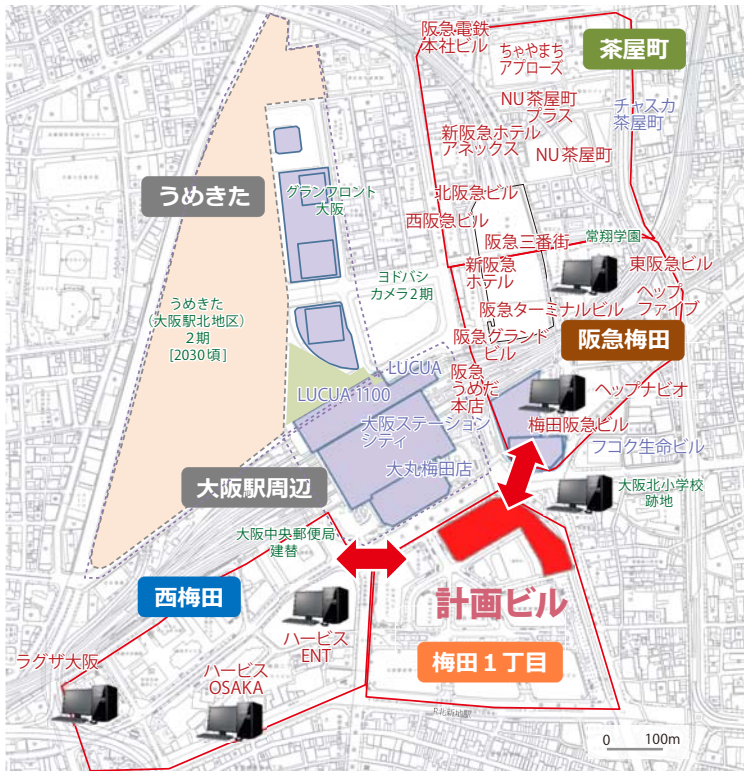 阪急電鉄
本社ビル
ちゃやまち
アプローズ
茶屋町
NU 茶屋町
プラス
チャスカ
茶屋町
新阪急ホテル
アネックス
NU 茶屋町
うめきた
グランフロント
大阪
北阪急ビル
西阪急ビル
阪急三番街
常翔学園
新阪急
ホテル
東阪急ビル
ヨドバシ
カメラ2期
ヘップ
ファイブ
うめきた
（大阪駅北地区）
2期
[2030頃]
阪急ターミナルビル
阪急グランド
ビル
阪急梅田
LUCUA
LUCUA 1100
阪急
うめだ
本店
ヘップナビオ
大阪ステーション
シティ
梅田阪急ビル
フコク生命ビル
大丸梅田店
大阪駅周辺
大阪北小学校
跡地
大阪中央郵便局
建替
西梅田
計画ビル
ハービス
ENT
梅田１丁目
ラグザ大阪
ハービス
OSAKA
R北新地駅
0 100m